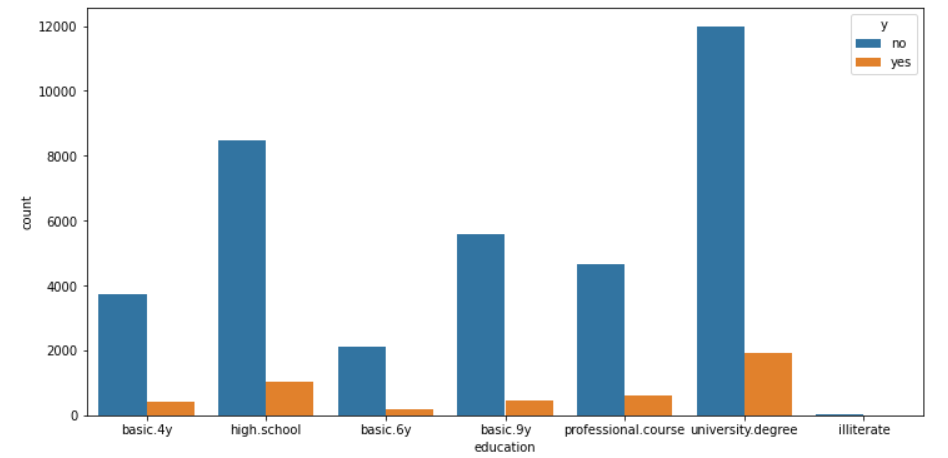 12000
10000
8000
6000
4000
2000
0
count
y
no
yes
basic.4y high.school basic.6y basic.9y professional.course university.degree illiterate
education